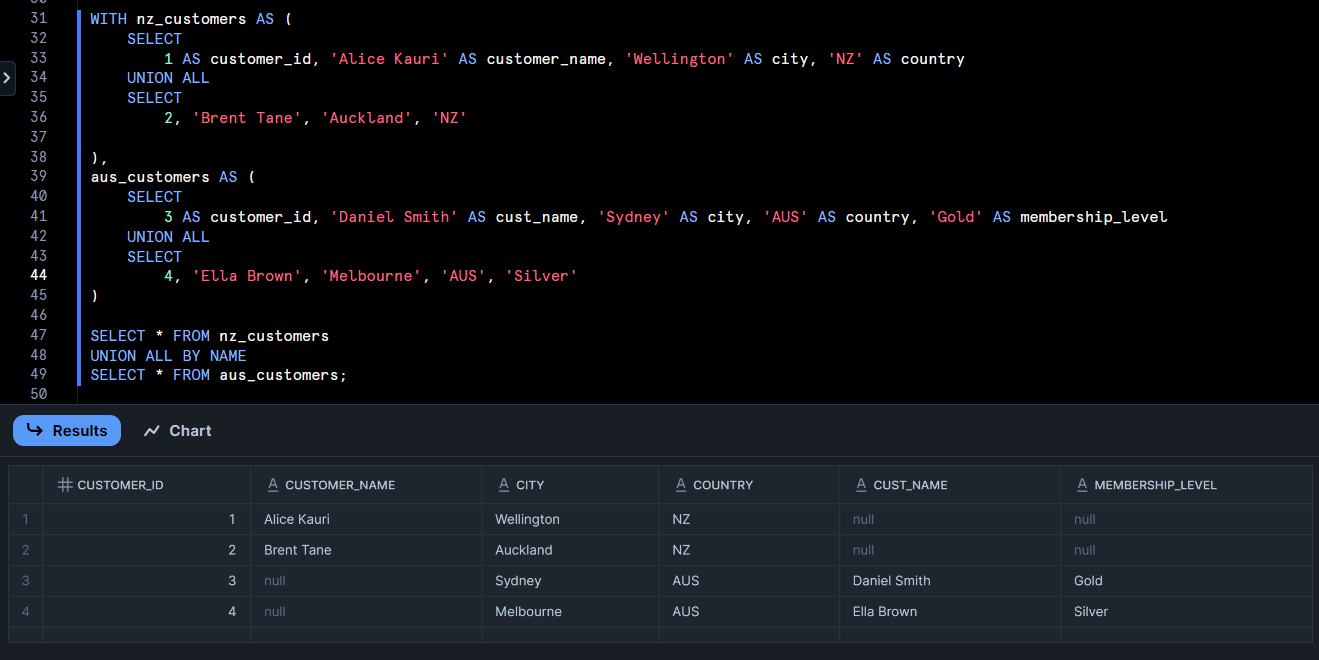 31 WITH nz_customers AS (
32 SELECT
33 1 AS customer_id, 'Alice Kauri' AS customer_name, 'Wellington' AS city, 'NZ' AS country
34 UNION ALL
35 SELECT
36 2, 'Brent Tane', 'Auckland', 'NZ'
37
38 ),
39 aus_customers AS (
40 SELECT
41 3 AS customer_id, 'Daniel Smith' AS cust_name, 'Sydney' AS city, 'AUS' AS country, 'Gold' AS membership_level
42 UNION ALL
43 SELECT
44 4, 'Ella Brown', 'Melbourne', 'AUS', 'Silver'
45 )
46
47 SELECT * FROM nz_customers
48 UNION ALL BY NAME
49 SELECT * FROM aus_customers;
50
Results Chart
CUSTOMER_ID CUSTOMER_NAME CITY COUNTRY CUST_NAME MEMBERSHIP_LEVEL
1 1 Alice Kauri Wellington NZ null null
2 2 Brent Tane Auckland NZ null null
3 3 null Sydney AUS Daniel Smith Gold
4 4 null Melbourne AUS Ella Brown Silver